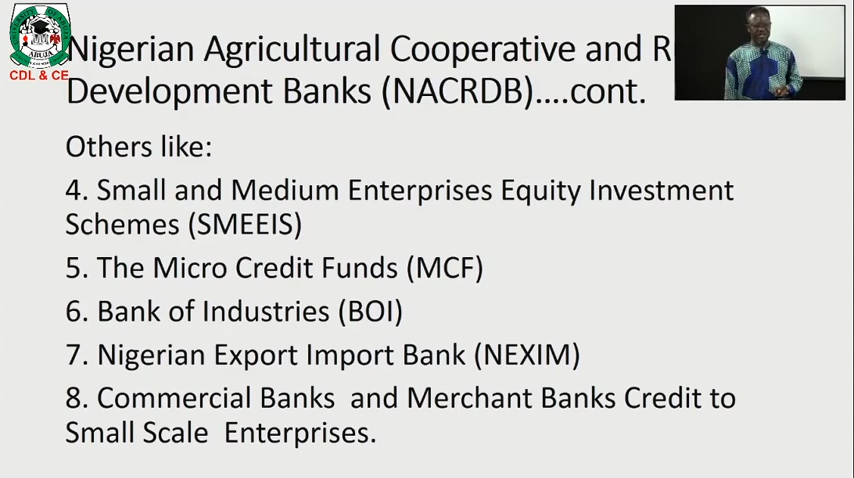 Nigerian Agricultural Cooperative and R
Development Banks (NACRDB)....cont.
CDL & CE
Others like:
4. Small and Medium Enterprises Equity Investment
Schemes (SMEEIS)
5. The Micro Credit Funds (MCF)
6. Bank of Industries (BOI)
7. Nigerian Export Import Bank (NEXIM)
8. Commercial Banks  and Merchant Banks Credit to
Small Scale  Enterprises.